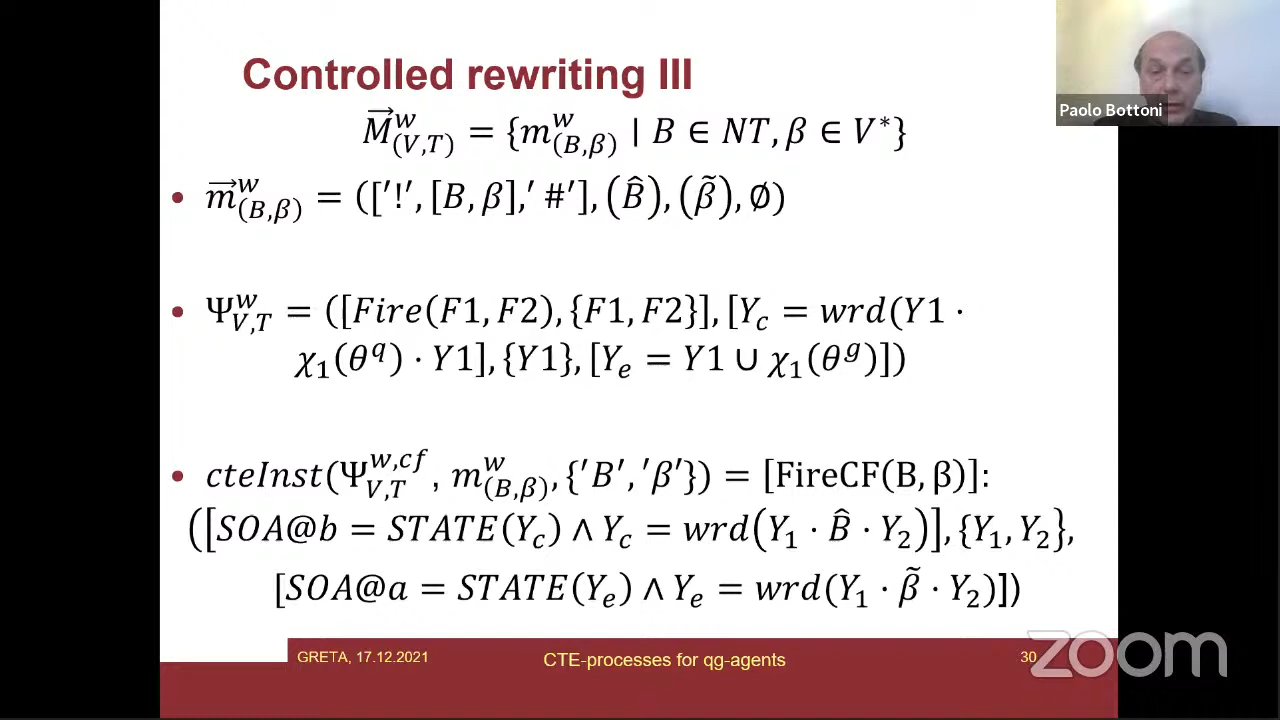 Controlled rewriting III
Paolo Bottoni
M⃗^w_(V,T) = {m^w_(B,β) ∣ B ∈ NT, β ∈ V*}
• m⃗^w_(B,β) = (['!', [B, β],' #'], (B̂), (β̃), ∅)
• Ψ^w_V,T = ([Fire(F1, F2), {F1, F2}], [Y_c = wrd(Y1 ·
χ_1(θ^q) · Y1], {Y1}, [Y_e = Y1 ∪ χ_1(θ^g)])
• cteInst(Ψ^w,cf_V,T , m^w_(B,β), {'B', 'β'}) = [FireCF(B, β)]:
([SOA@b = STATE(Y_c) ∧ Y_c = wrd(Y_1 · B̂ · Y_2)], {Y_1, Y_2},
[SOA@a = STATE(Y_e) ∧ Y_e = wrd(Y_1 · β̃ · Y_2)])
GRETA, 17.12.2021
CTE-processes for qg-agents
30
zoom